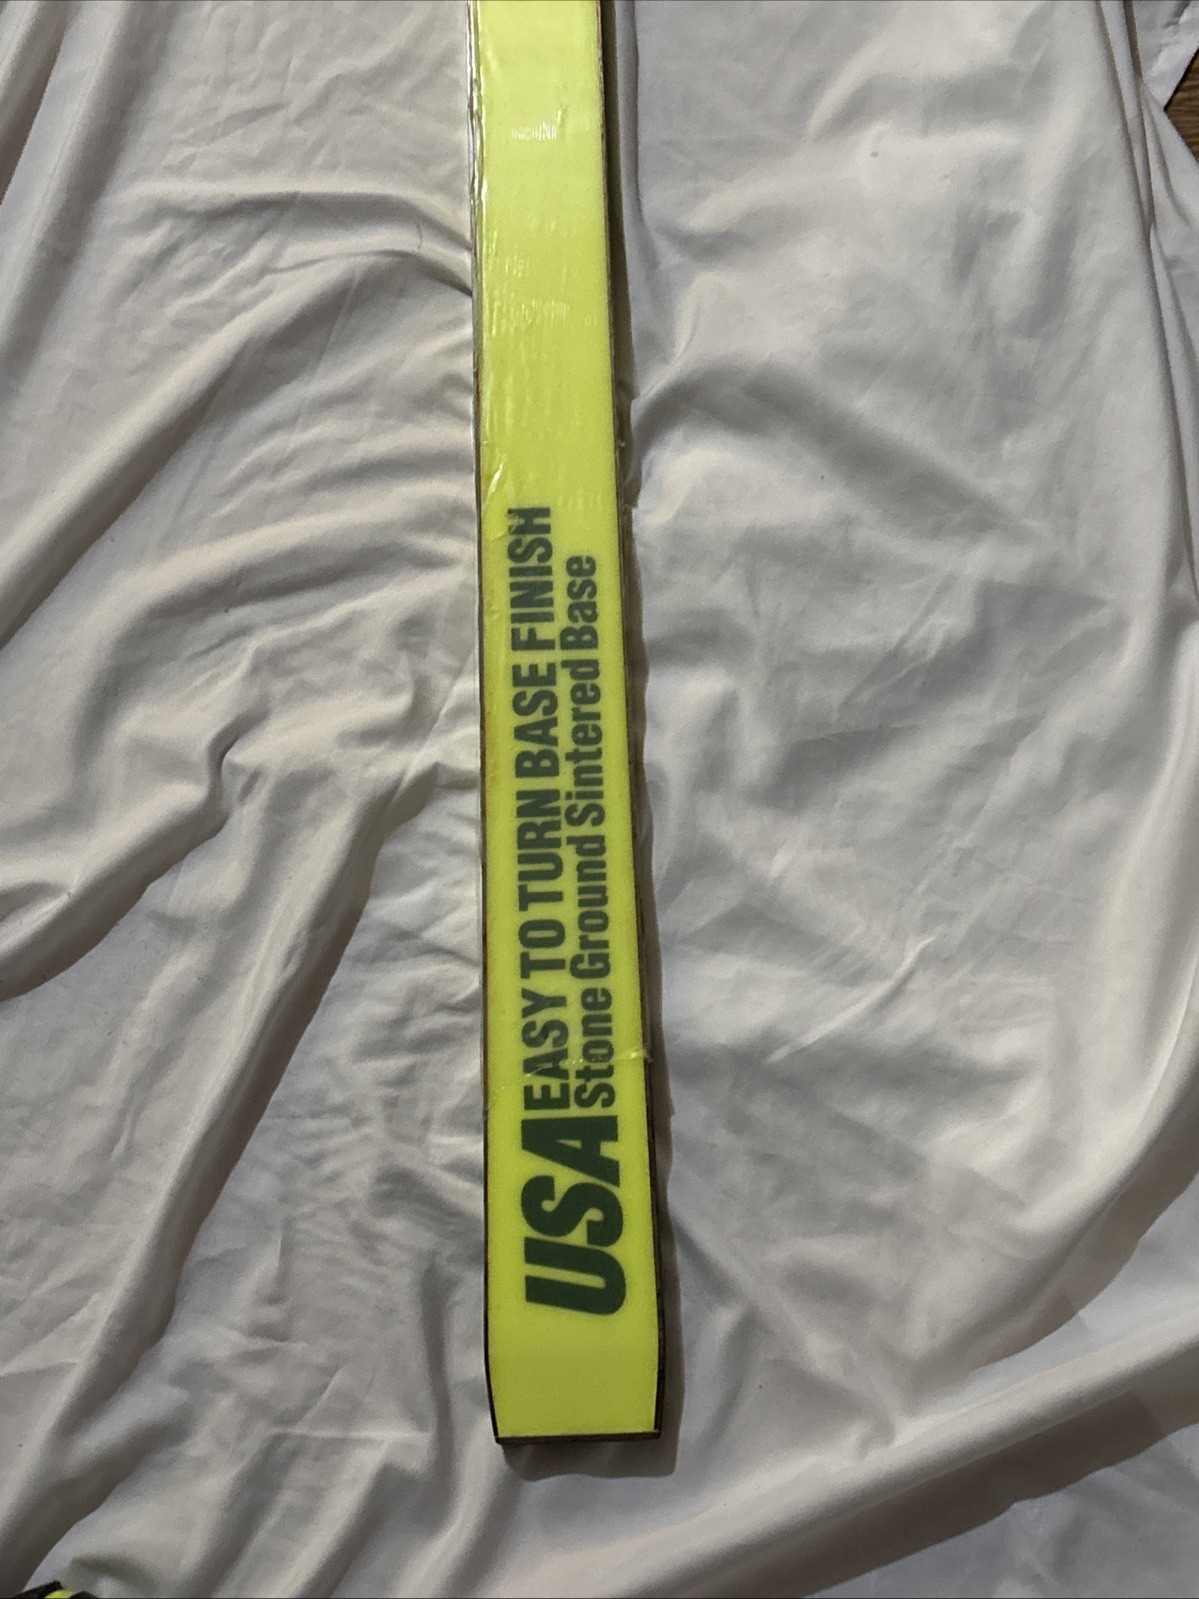 USA
EASY TO TURN BASE FINISH
Stone Ground Sintered Base